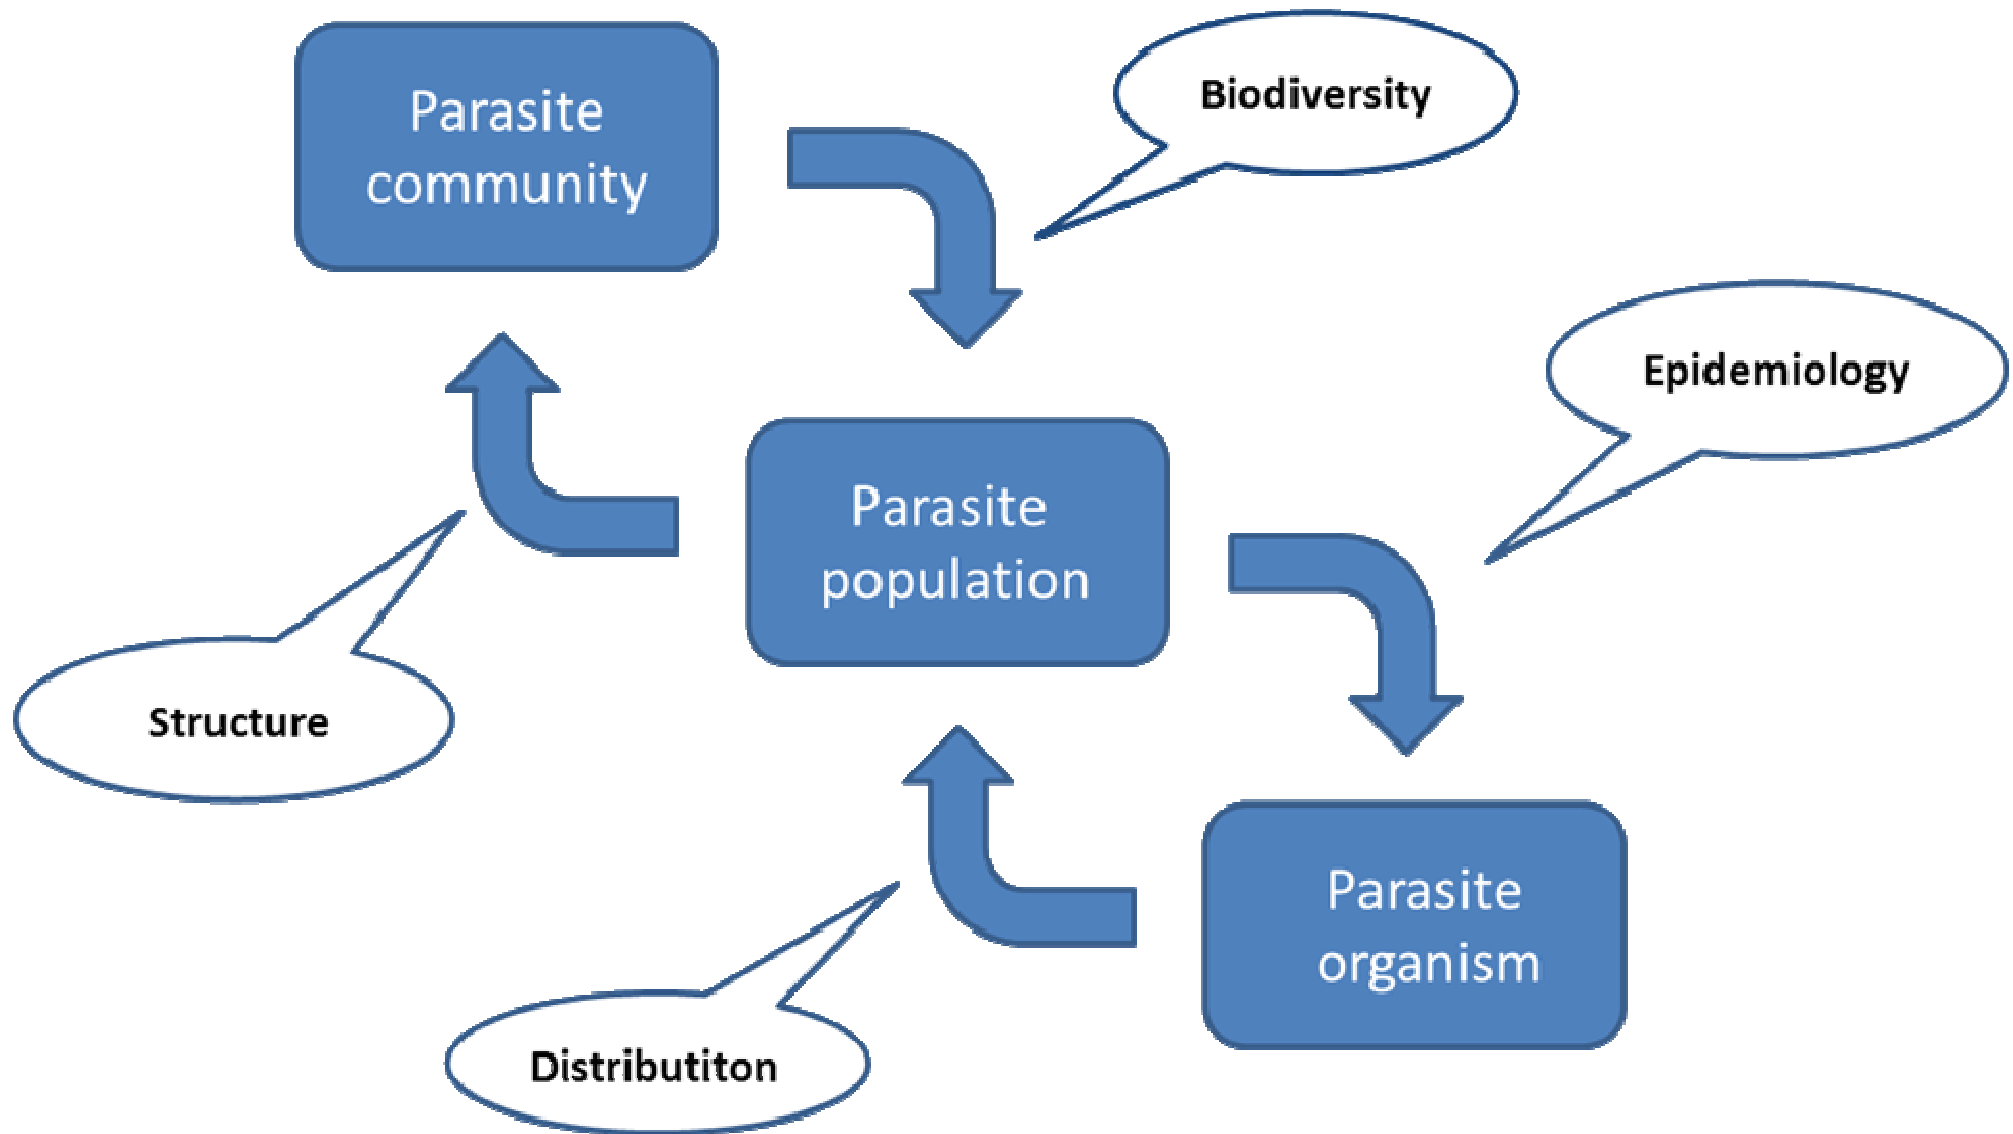 Parasite
community
Biodiversity
Epidemiology
Parasite
population
Structure
Parasite
organism
Distributiton